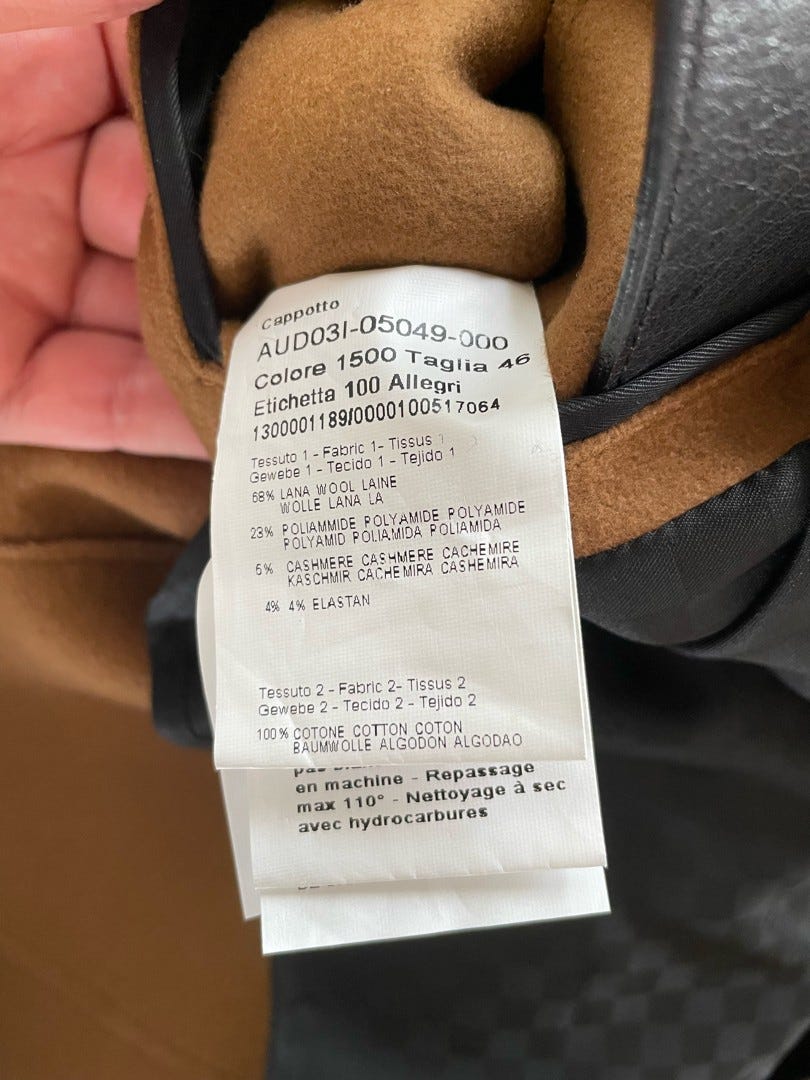 Cappotto
AUD03I-05049-000
Colore 1500 Taglia 46
Etichetta 100 Allegri
1300001189/0000100517064
Tessuto 1 - Fabric 1- Tissus 1
Gewebe 1 - Tecido 1 - Tejido 1
68% LANA WOOL LAINE
WOLLE LANA LA
23% POLIAMMIDE POLYAMIDE POLYAMIDE
POLYAMID POLIAMIDA POLIAMIDA
6% CASHMERE CASHMERE CACHEMIRE
KASCHMIR CACHEMIRA CASHEMIRA
4% 4% ELASTAN
Tessuto 2 - Fabric 2- Tissus 2
Gewebe 2 - Tecido 2 - Tejido 2
100% COTONE COTTON COTON
BAUMWOLLE ALGODON ALGODAO
pas
en machine - Repassage
max 110° - Nettoyage à sec
avec hydrocarbures